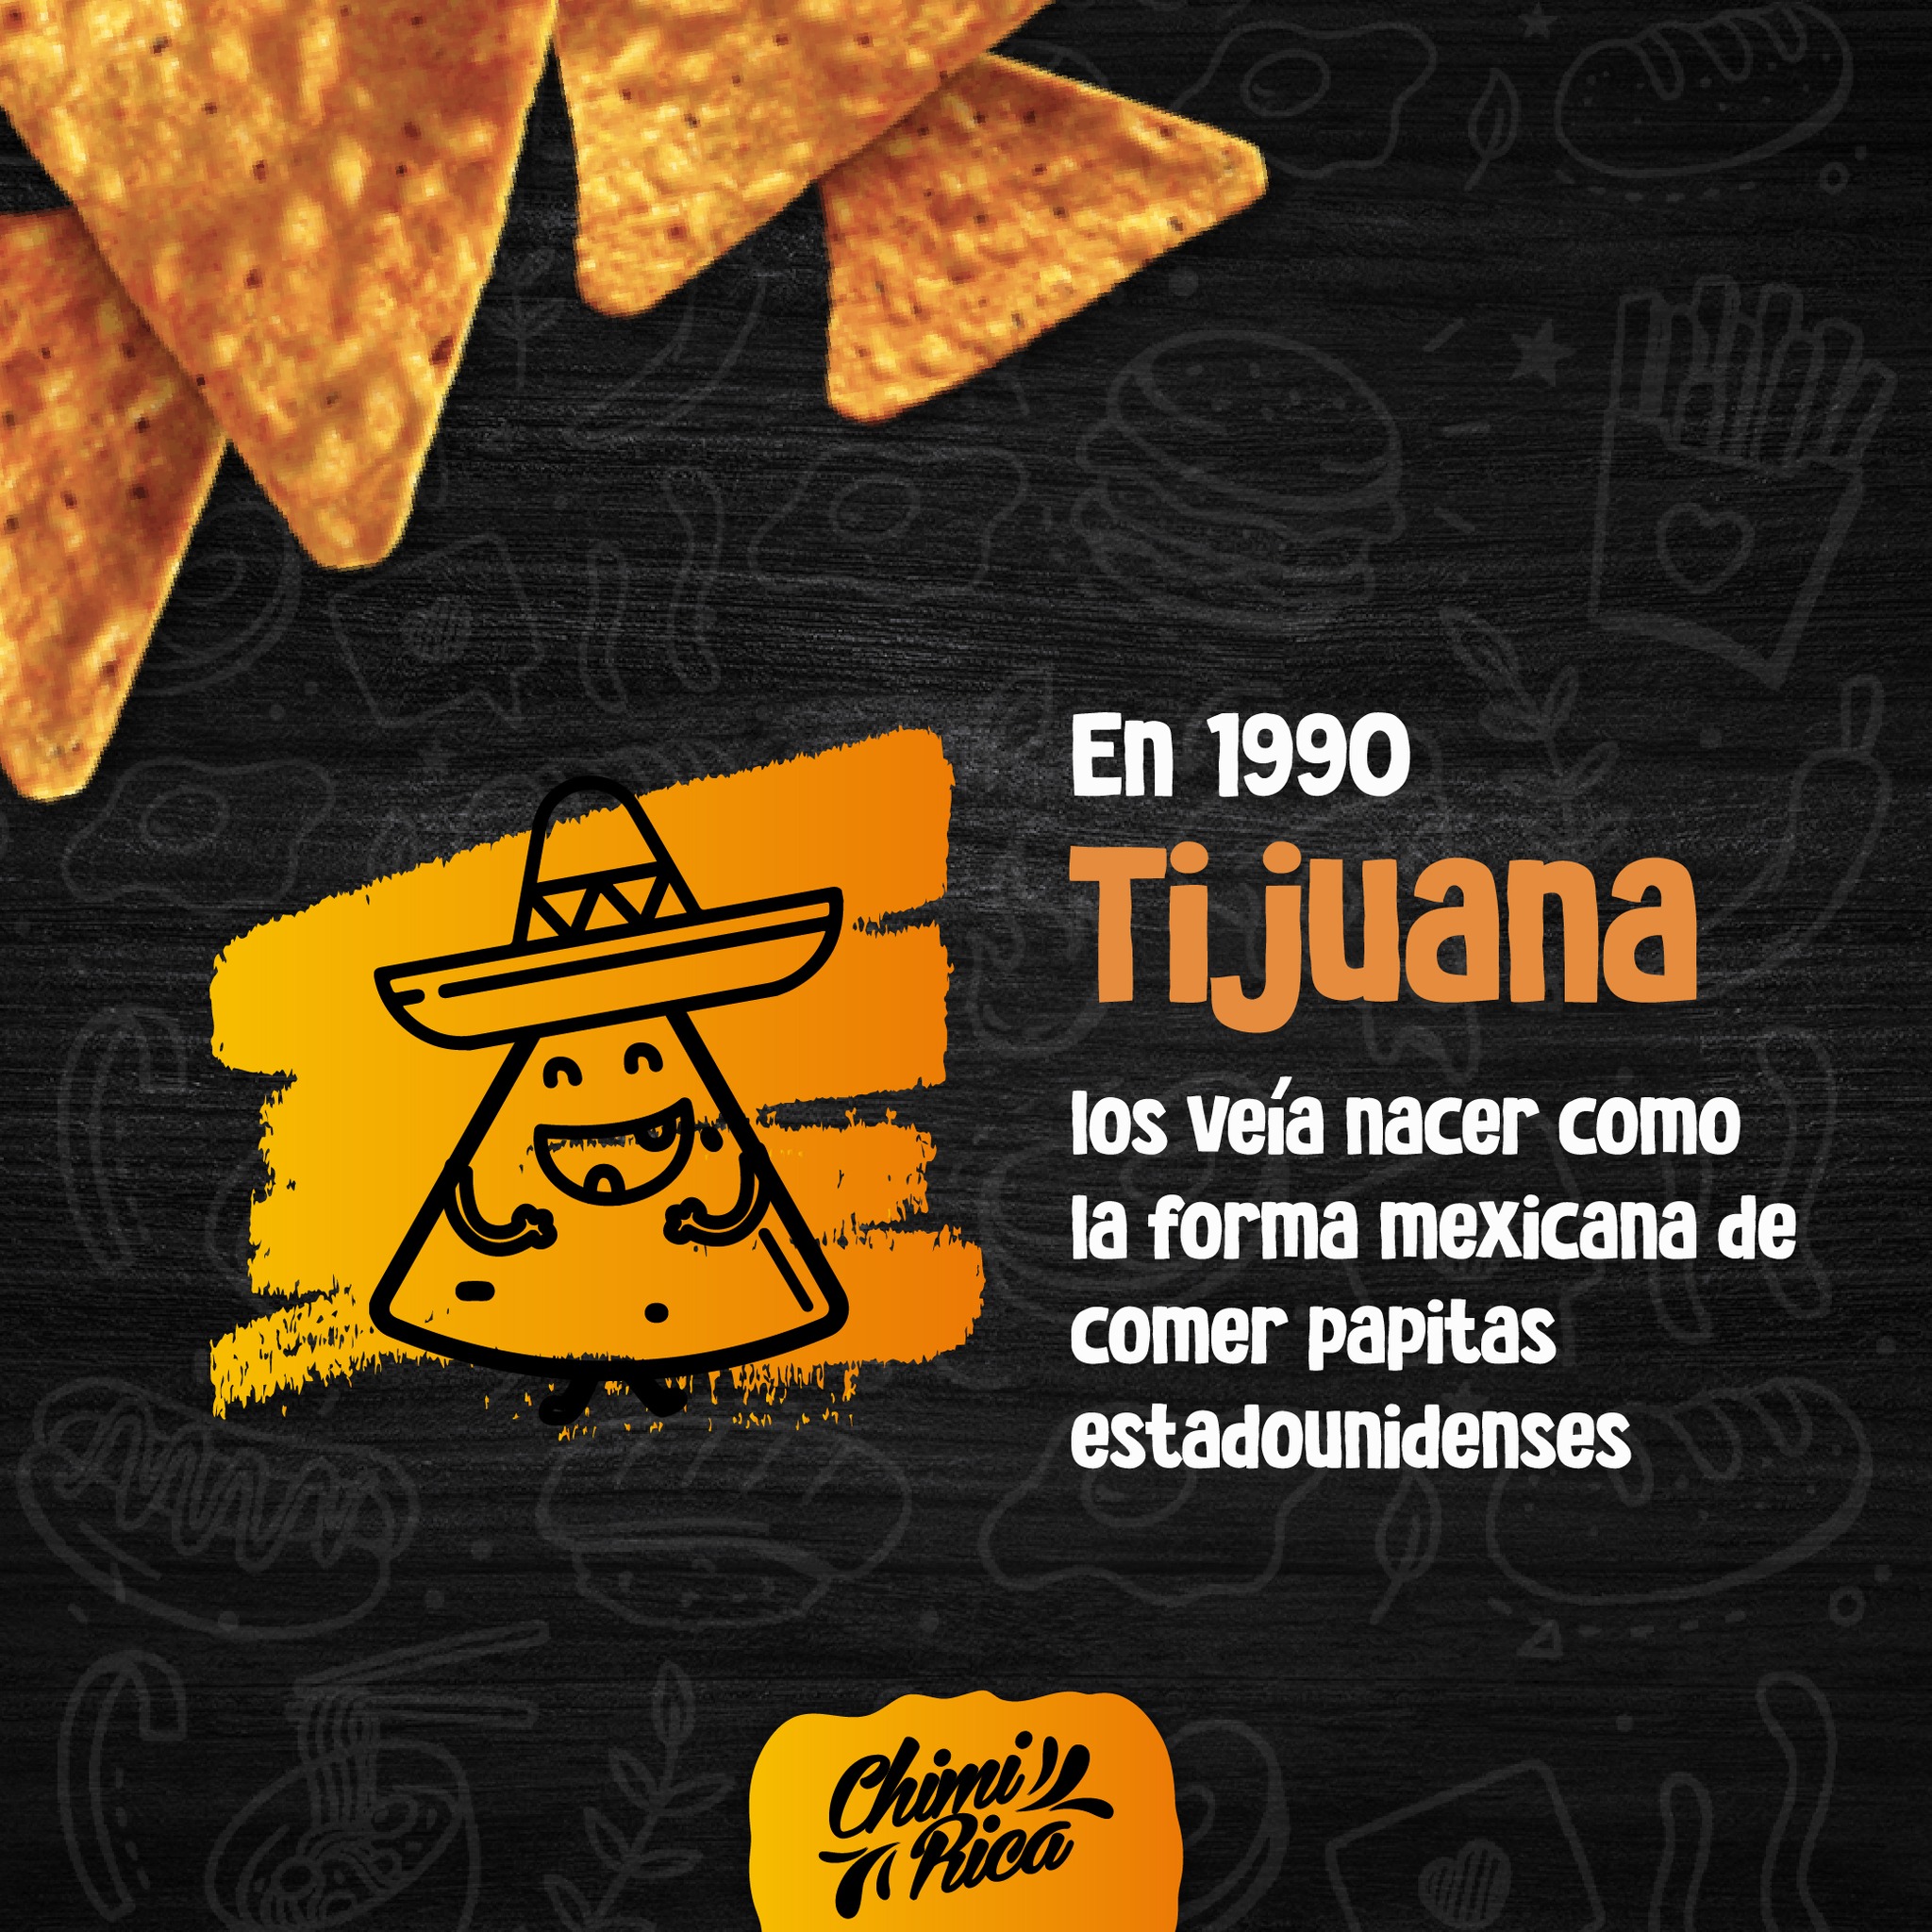 En 1990
Tijuana
los veía nacer como
la forma mexicana de
comer papitas
estadounidenses
Chimi
Rica